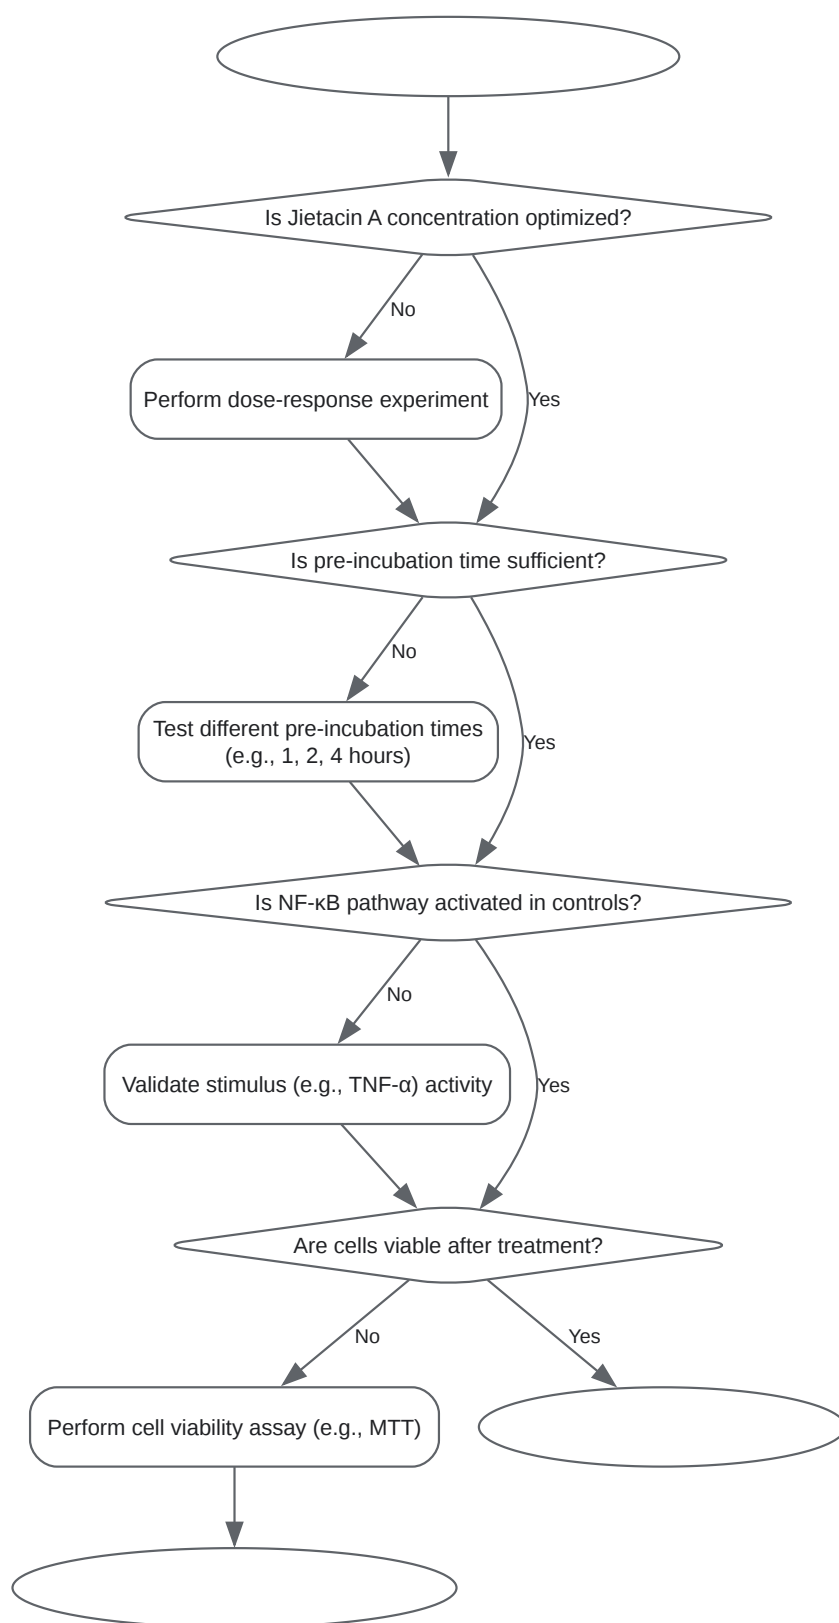 Is Jietacin A concentration optimized?
No
Perform dose-response experiment
Yes
Is pre-incubation time sufficient?
No
Test different pre-incubation times
(e.g., 1, 2, 4 hours)
Yes
Is NF-κB pathway activated in controls?
No
Validate stimulus (e.g., TNF-α) activity
Yes
Are cells viable after treatment?
No
Yes
Perform cell viability assay (e.g., MTT)